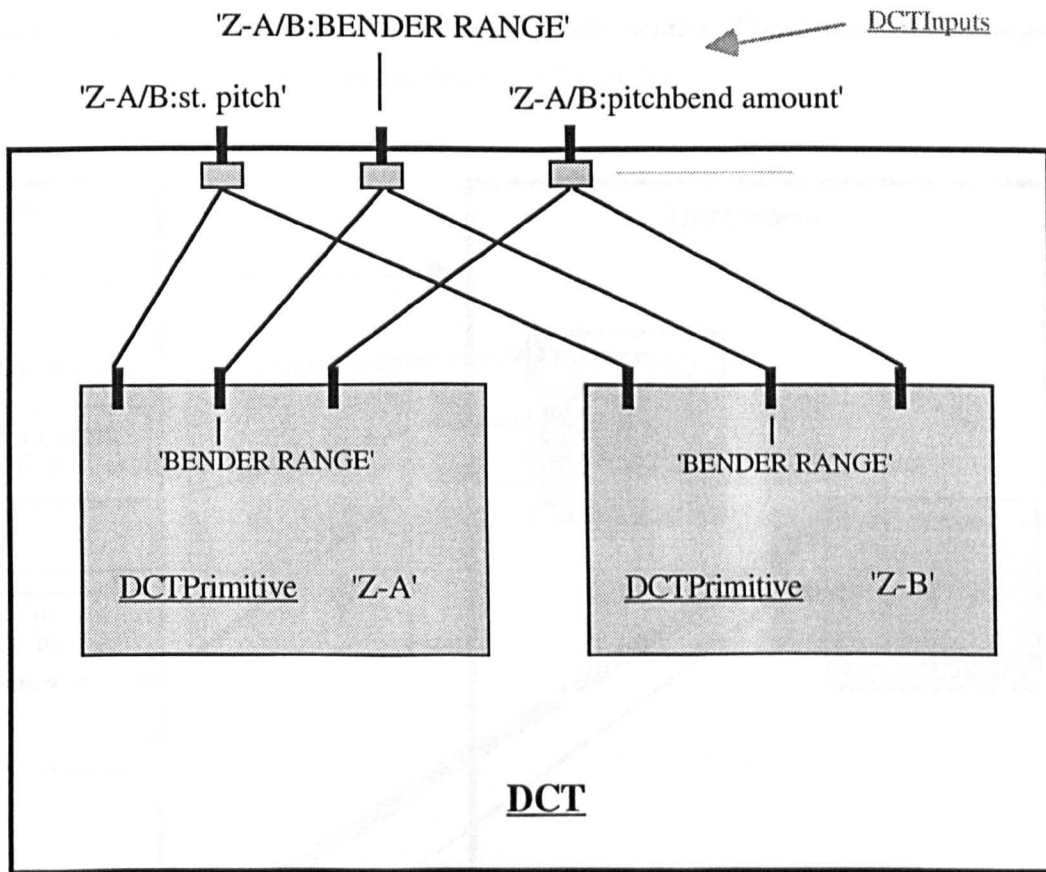 'Z-A/B:BENDER RANGE'
DCTInputs
'Z-A/B:st. pitch'
'Z-A/B:pitchbend amount'
'BENDER RANGE'
'BENDER RANGE'
DCTPrimitive 'Z-A'
DCTPrimitive 'Z-B'
DCT